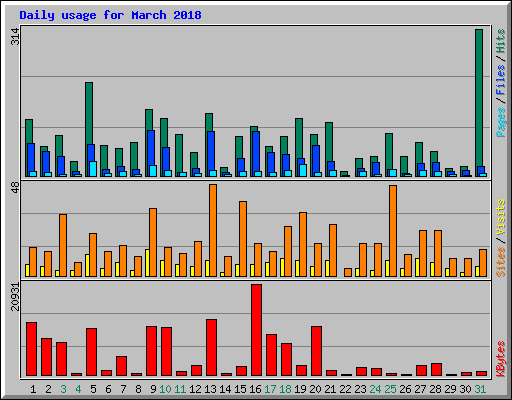 Daily usage for March 2018
314
Pages / Files / Hits
48
Sites / Visits
20931
KBytes
1 2 3 4 5 6 7 8 9 10 11 12 13 14 15 16 17 18 19 20 21 22 23 24 25 26 27 28 29 30 31